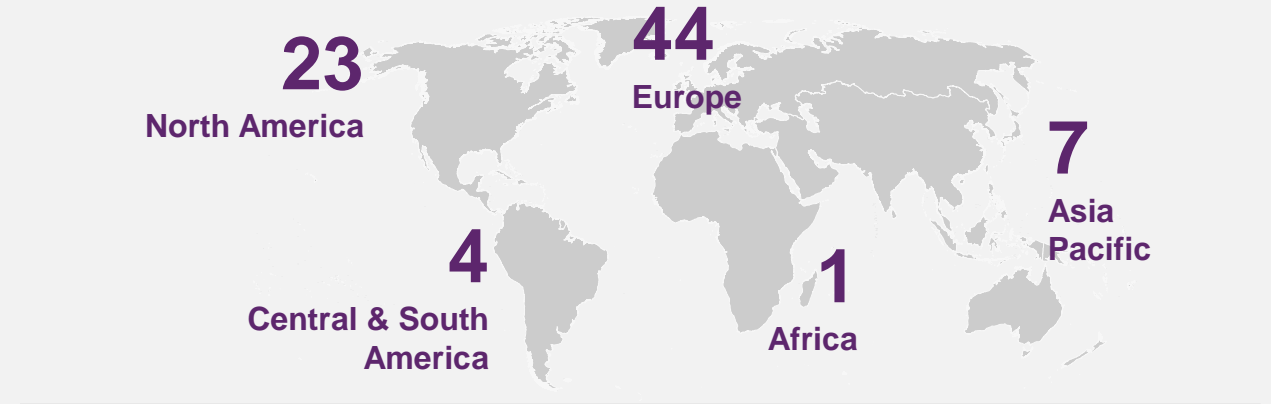 23
North America
44
Europe
7
Asia
Pacific
4
Central & South
America
1
Africa